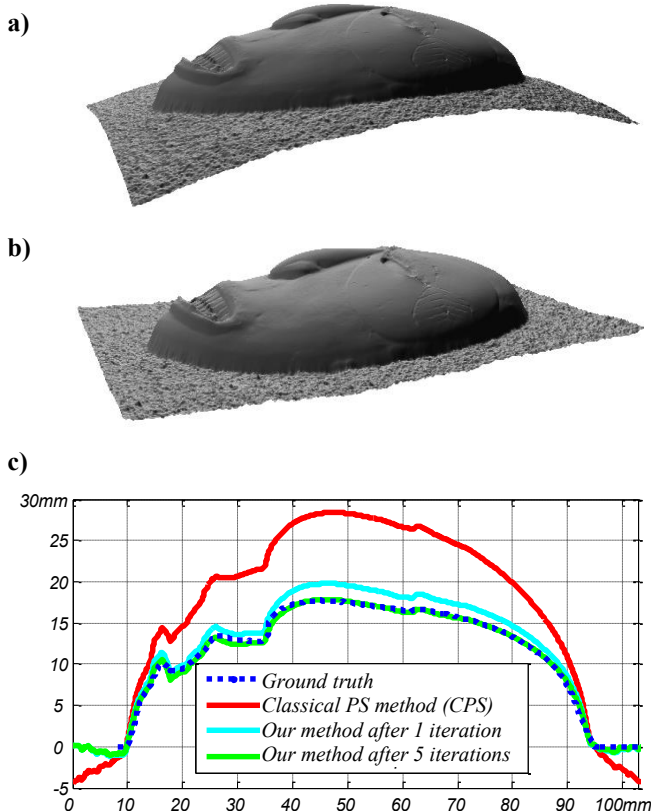 a)
b)
c)
30mm
25
20
15
10
5
0
-5
Ground truth
Classical PS method (CPS)
Our method after 1 iteration
Our method after 5 iterations
0 10 20 30 40 50 60 70 80 90 100mm